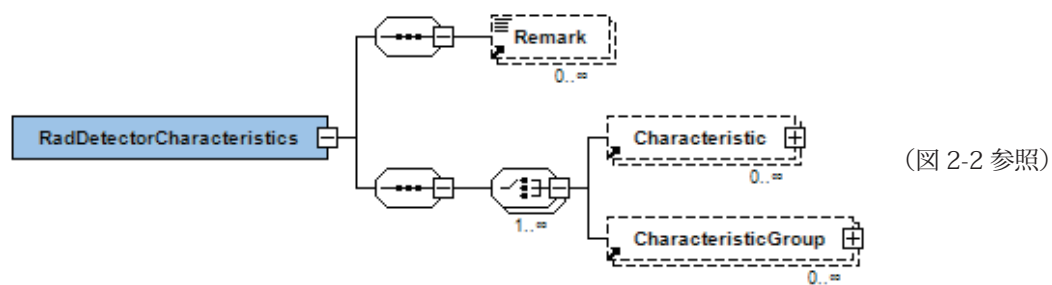 Remark
0..∞
RadDetectorCharacteristics
Characteristic
0..∞
(図 2-2 参照)
1..∞
CharacteristicGroup
0..∞